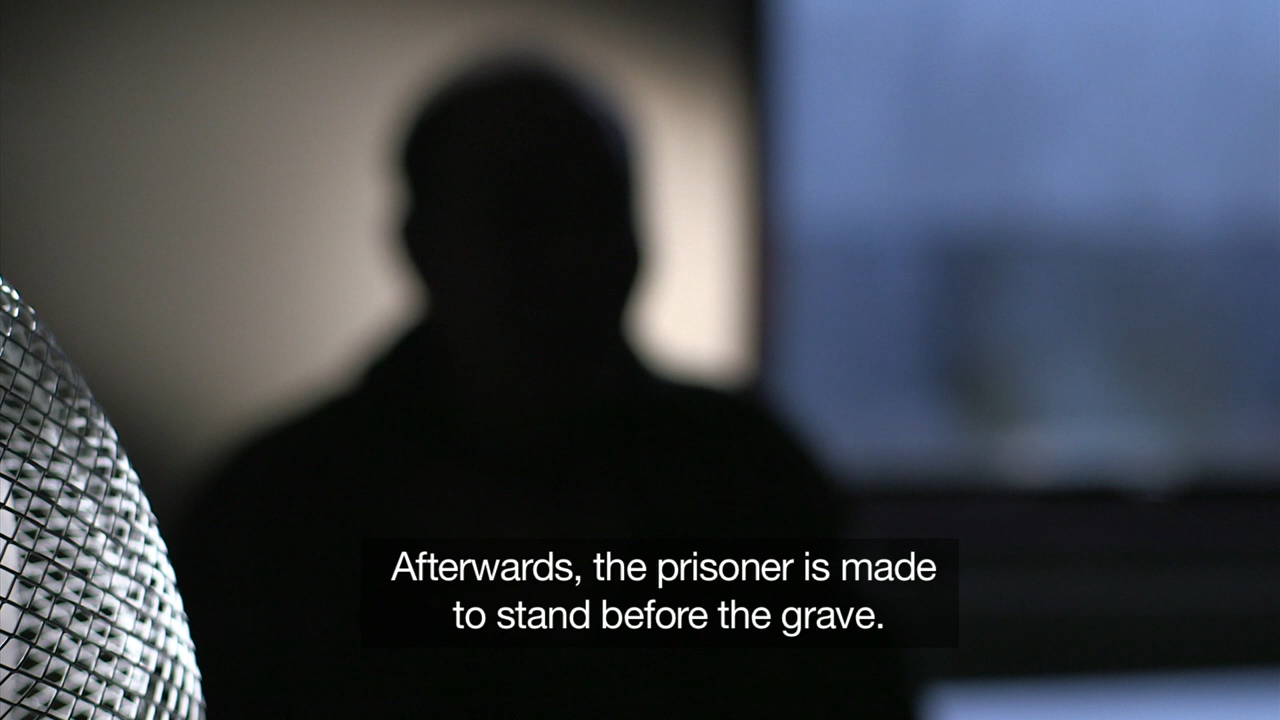 Afterwards, the prisoner is made
to stand before the grave.